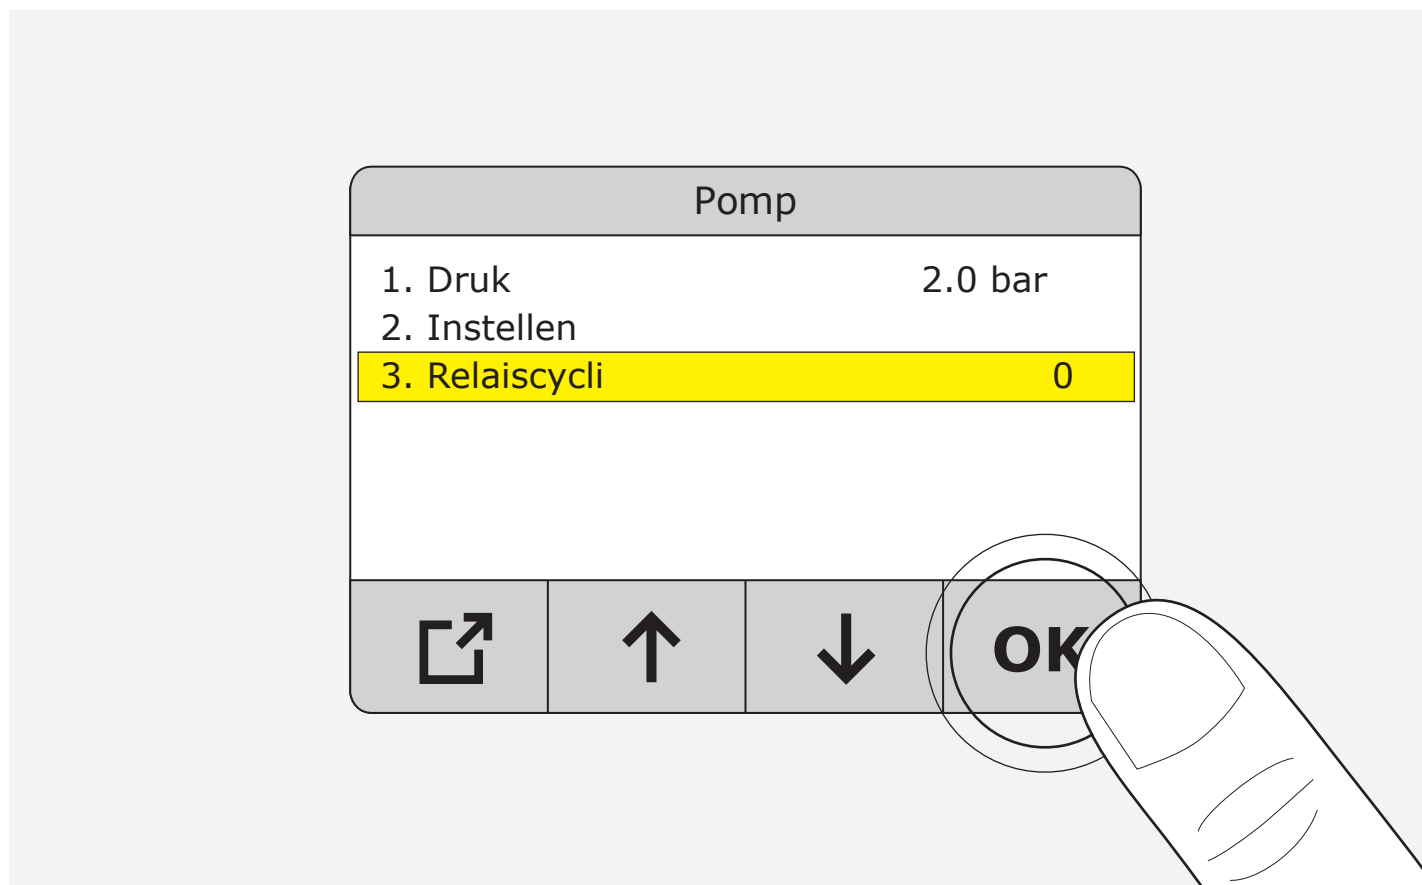 Pomp
1. Druk 2.0 bar
2. Instellen
3. Relaiscycli 0
OK